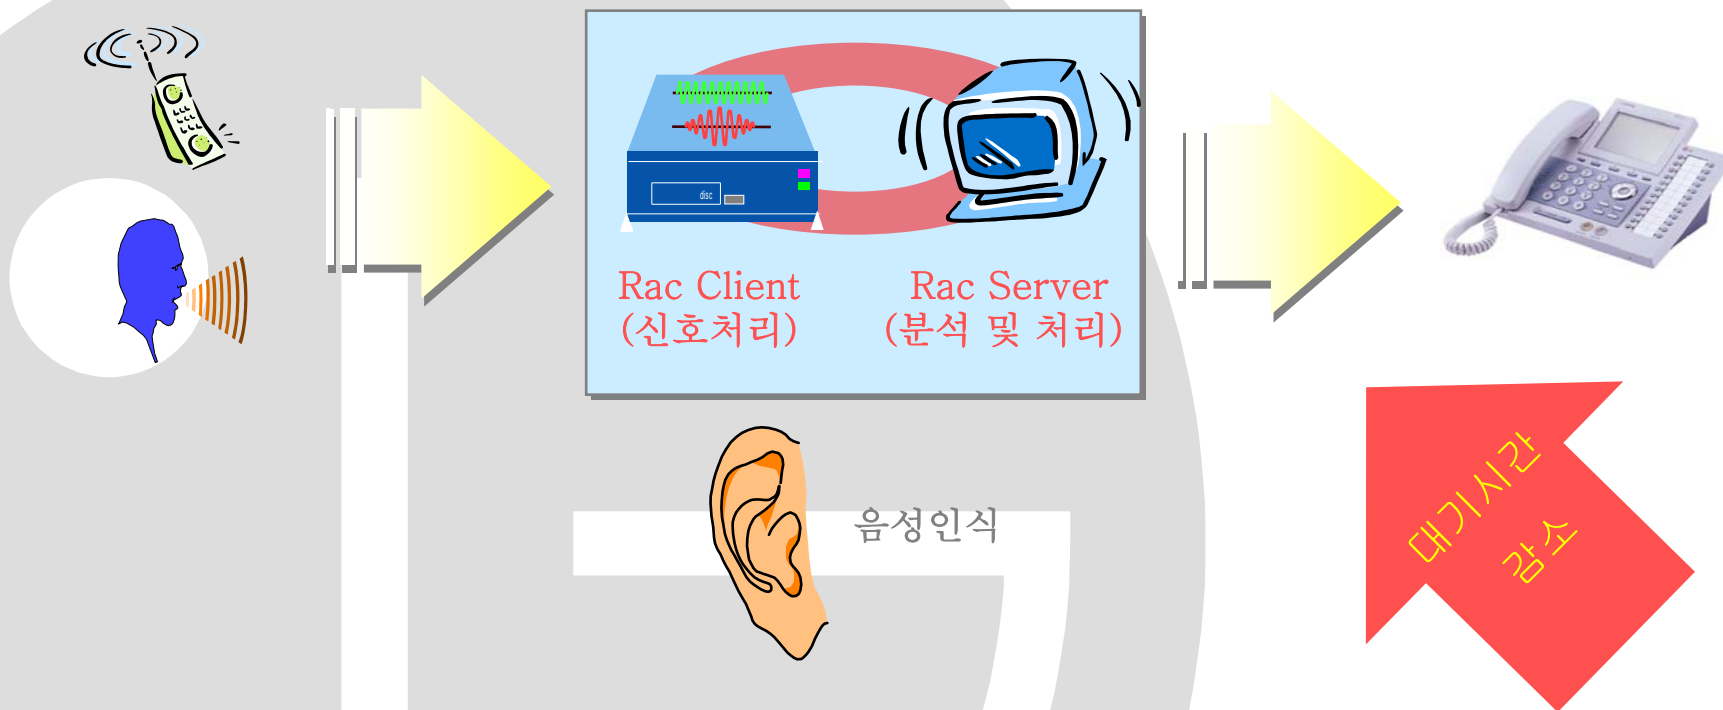 disc
Rac Client
(신호처리)
Rac Server
(분석 및 처리)
음성인식
대기시간
감소